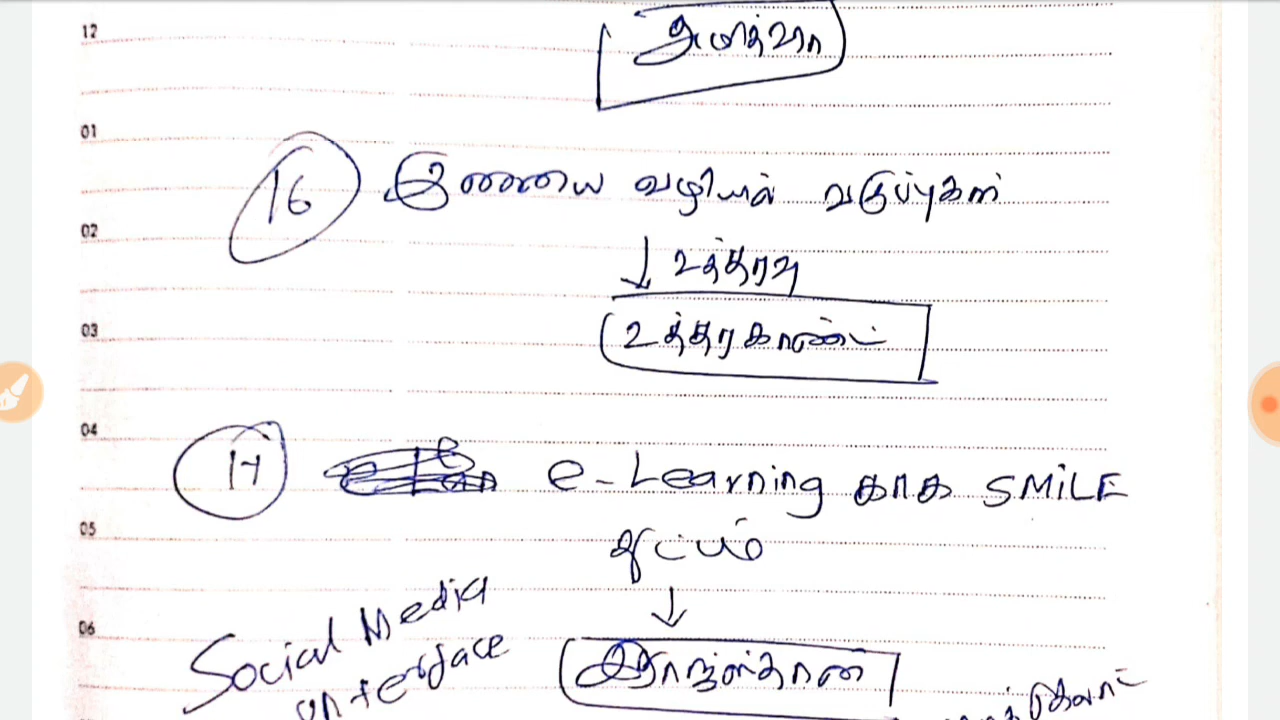 12
01
16 இணைய வழியில் வகுப்புகள்
02
உத்தரவு
03
உத்தரகாண்ட்
04
17 e-Learning காக SMiLE
05
திட்டம்
Social Media
06
interface
இராஜஸ்தான்